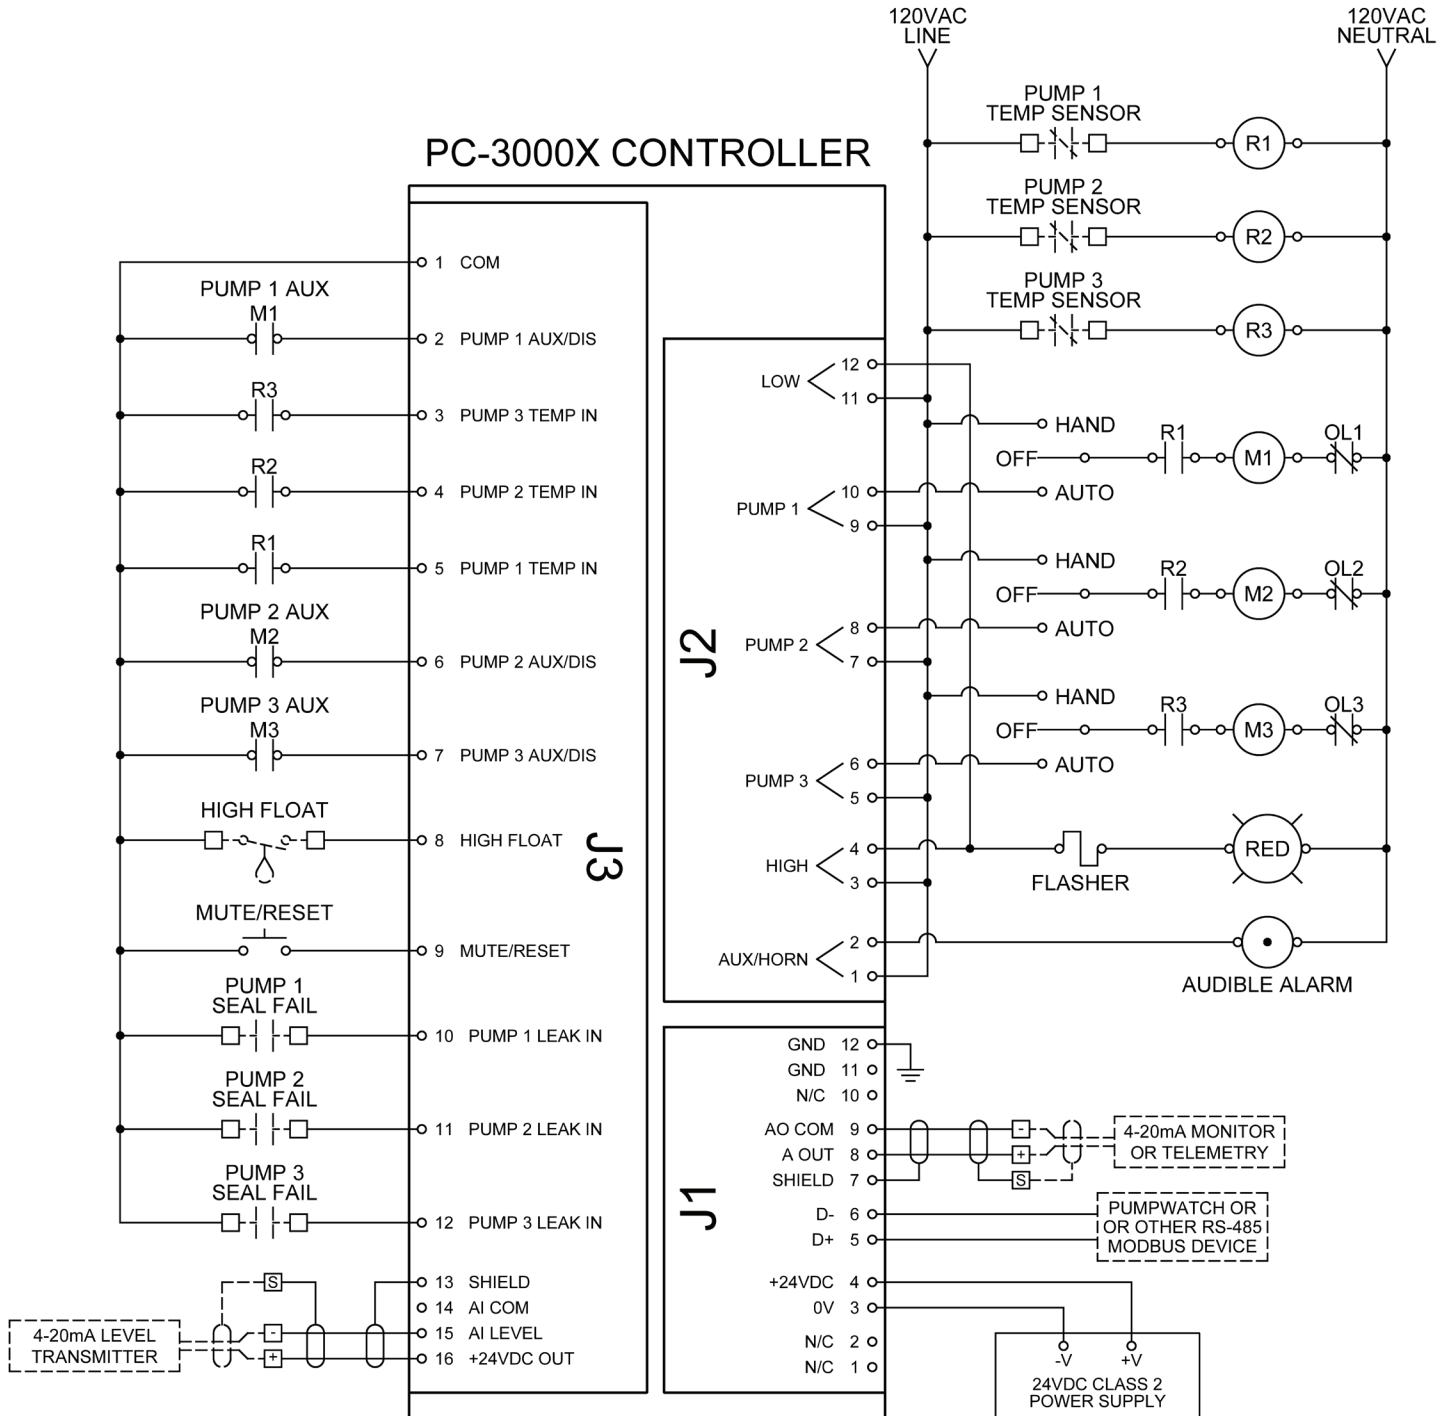 120VAC
LINE
120VAC
NEUTRAL
PC-3000X CONTROLLER
PUMP 1
TEMP SENSOR
R1
PUMP 2
TEMP SENSOR
R2
PUMP 3
TEMP SENSOR
R3
1 COM
PUMP 1 AUX
M1
2 PUMP 1 AUX/DIS
R3
3 PUMP 3 TEMP IN
R2
4 PUMP 2 TEMP IN
R1
5 PUMP 1 TEMP IN
PUMP 2 AUX
M2
6 PUMP 2 AUX/DIS
PUMP 3 AUX
M3
7 PUMP 3 AUX/DIS
HIGH FLOAT
8 HIGH FLOAT
MUTE/RESET
9 MUTE/RESET
PUMP 1
SEAL FAIL
10 PUMP 1 LEAK IN
PUMP 2
SEAL FAIL
11 PUMP 2 LEAK IN
PUMP 3
SEAL FAIL
12 PUMP 3 LEAK IN
S
13 SHIELD
14 AI COM
-
15 AI LEVEL
+
16 +24VDC OUT
4-20mA LEVEL
TRANSMITTER
J3
J2
LOW
12
11
PUMP 1
10
9
PUMP 2
8
7
PUMP 3
6
5
HIGH
4
3
AUX/HORN
2
1
HAND
OFF
AUTO
R1
M1
OL1
HAND
OFF
AUTO
R2
M2
OL2
HAND
OFF
AUTO
R3
M3
OL3
FLASHER
RED
AUDIBLE ALARM
J1
GND 12
GND 11
N/C 10
AO COM 9
A OUT 8
SHIELD 7
D- 6
D+ 5
+24VDC 4
0V 3
N/C 2
N/C 1
-
+
S
4-20mA MONITOR
OR TELEMETRY
PUMPWATCH OR
OR OTHER RS-485
MODBUS DEVICE
-V
+V
24VDC CLASS 2
POWER SUPPLY